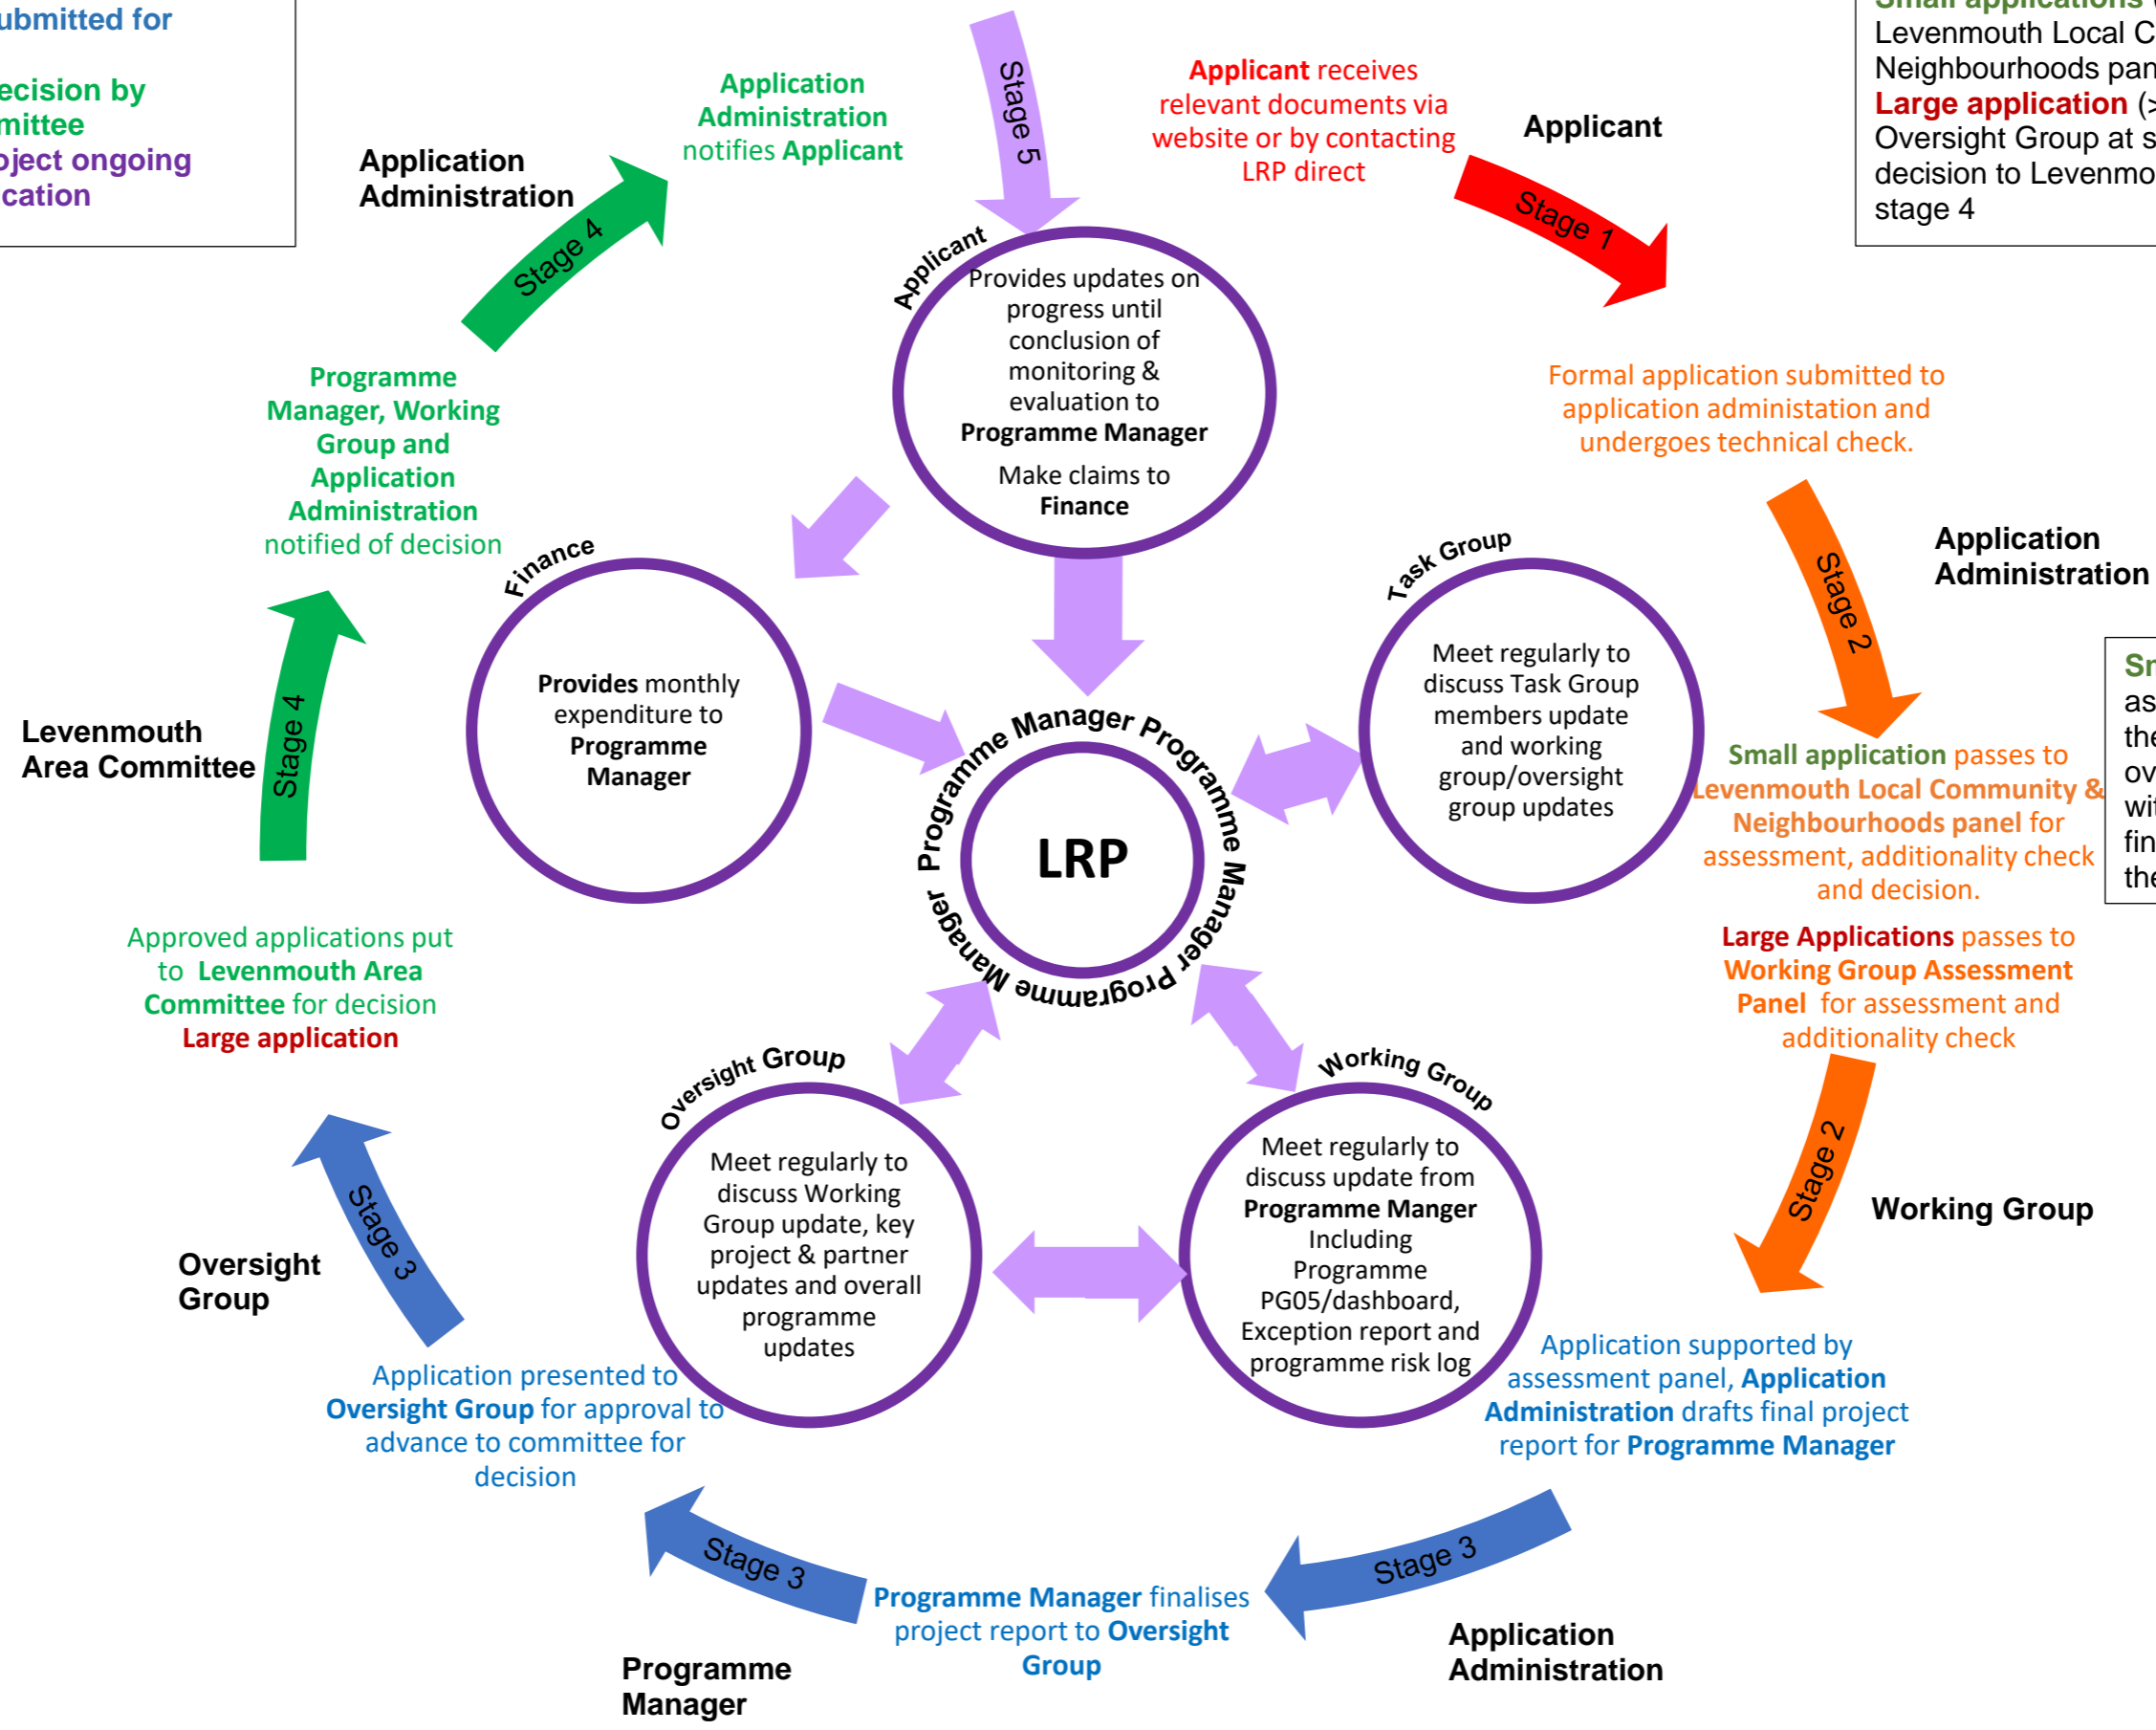 ubmitted for
ecision by
mittee
oject ongoing
ication
Application
Administration
Application
Administration
notifies Applicant
Stage 5
Applicant receives
relevant documents via
website or by contacting
LRP direct
Applicant
Stage 1
Levenmouth Local C
Neighbourhoods pan
Large application (>
Oversight Group at s
decision to Levenmo
stage 4
Stage 4
Applicant
Provides updates on
progress until
conclusion of
monitoring &
evaluation to
Programme Manager
Make claims to
Finance
Formal application submitted to
application administation and
undergoes technical check.
Stage 2
Application
Administration
Programme
Manager, Working
Group and
Application
Administration
notified of decision
Finance
Provides monthly
expenditure to
Programme
Manager
Task Group
Meet regularly to
discuss Task Group
members update
and working
group/oversight
group updates
Levenmouth
Area Committee
Stage 4
Programme Manager Programme Manager Programme Manager Programme Manager
LRP
Small application passes to
Levenmouth Local Community &
Neighbourhoods panel for
assessment, additionality check
and decision.
Sm
as
the
ov
wit
fin
the
Large Applications passes to
Working Group Assessment
Panel for assessment and
additionality check
Approved applications put
to Levenmouth Area
Committee for decision
Large application
Stage 2
Working Group
Oversight Group
Meet regularly to
discuss Working
Group update, key
project & partner
updates and overall
programme
updates
Working Group
Meet regularly to
discuss update from
Programme Manger
Including
Programme
PG05/dashboard,
Exception report and
programme risk log
Stage 3
Oversight
Group
Application supported by
assessment panel, Application
Administration drafts final project
report for Programme Manager
Application presented to
Oversight Group for approval to
advance to committee for
decision
Stage 3
Stage 3
Programme Manager finalises
project report to Oversight
Group
Application
Administration
Programme
Manager